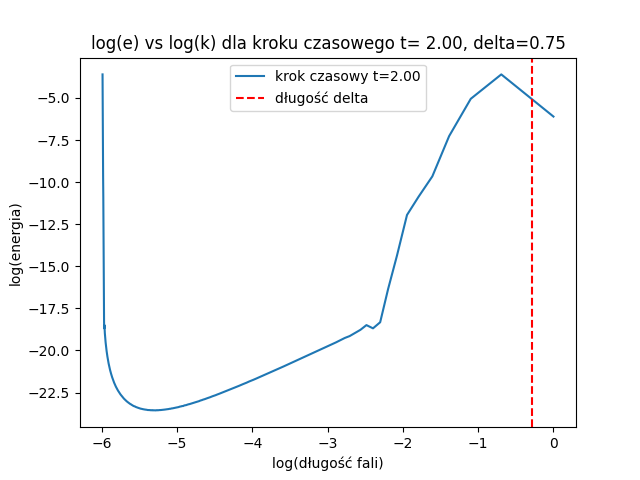 log(e) vs log(k) dla kroku czasowego t= 2.00, delta=0.75
krok czasowy t=2.00
długość delta
log(energia)
−5.0
−7.5
−10.0
−12.5
−15.0
−17.5
−20.0
−22.5
−6 −5 −4 −3 −2 −1 0
log(długość fali)